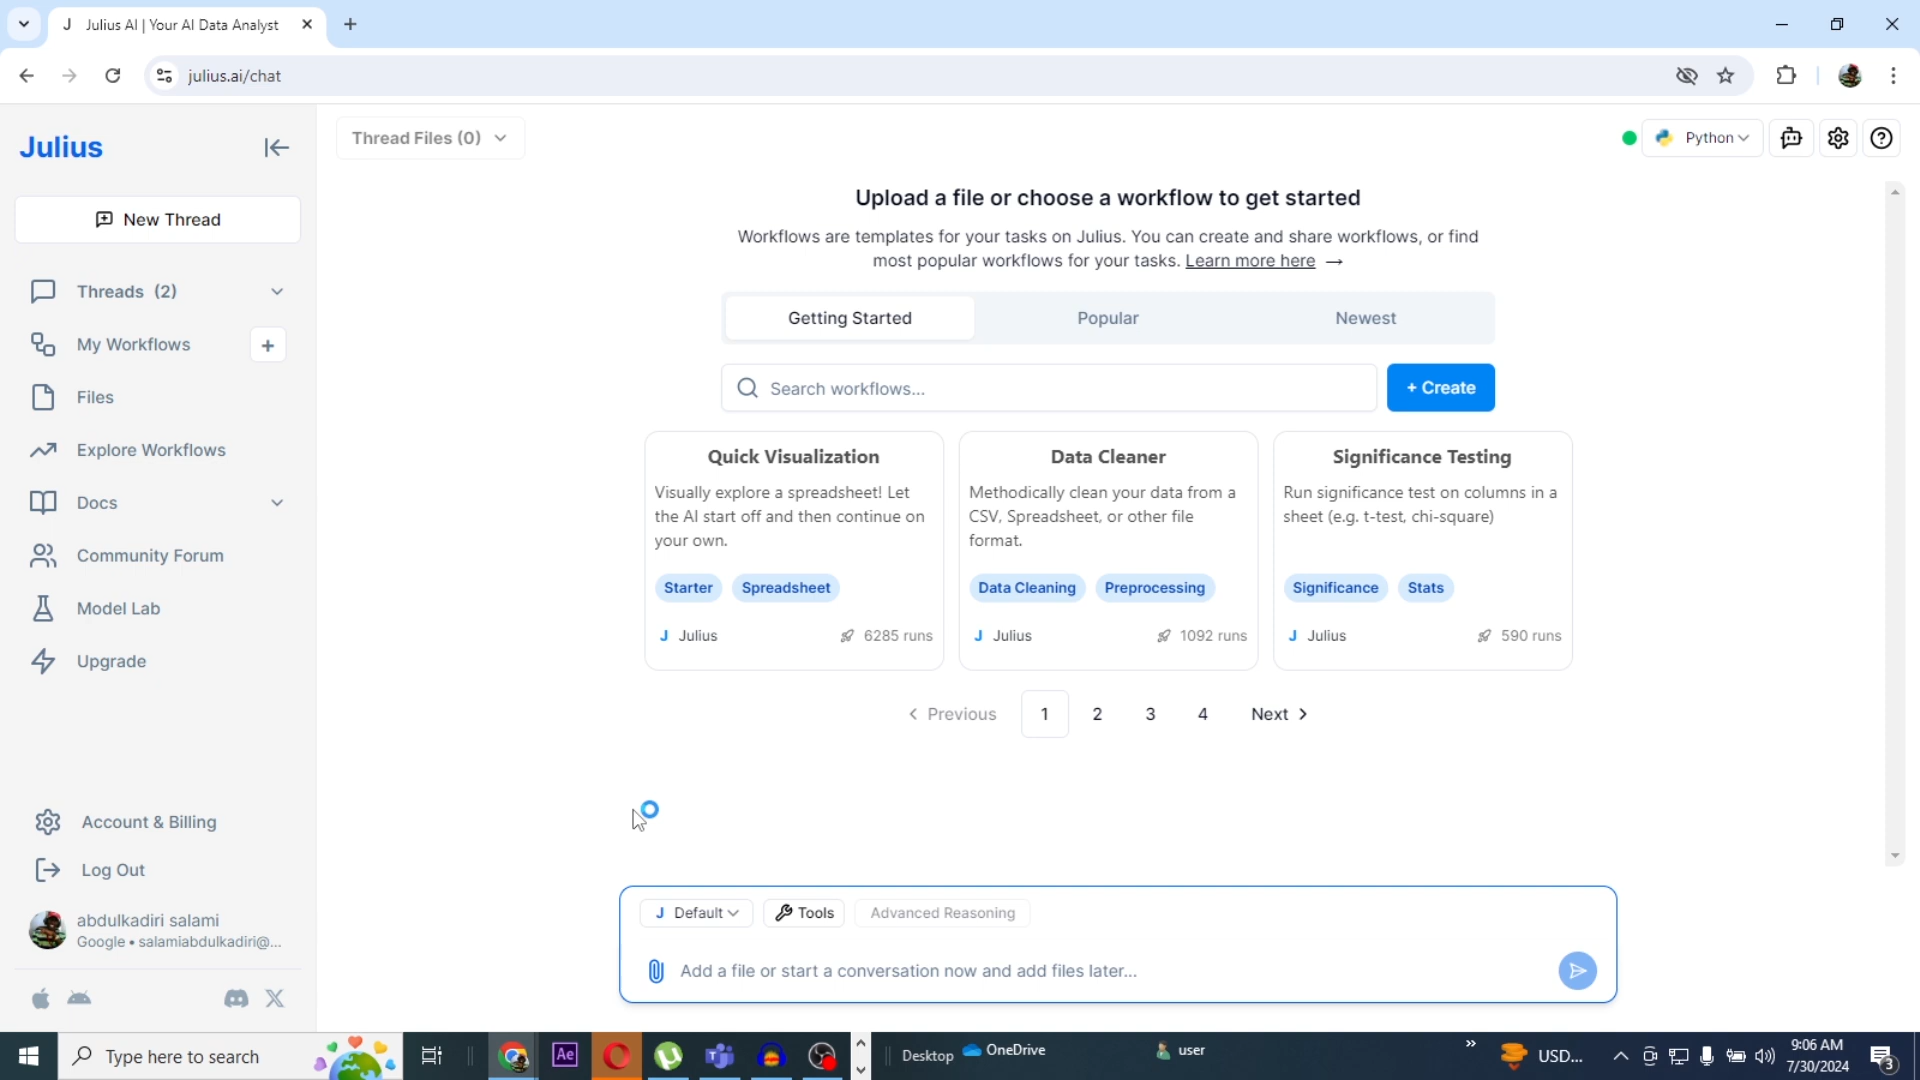 Julius AI | Your AI Data Analyst
julius.ai/chat
Julius
New Thread
Threads (2)
My Workflows
Files
Explore Workflows
Docs
Community Forum
Model Lab
Upgrade
Account & Billing
Log Out
abdulkadiri salami
Google • salamiabdulkadiri@...
Thread Files (0)
Python
Upload a file or choose a workflow to get started
Workflows are templates for your tasks on Julius. You can create and share workflows, or find
most popular workflows for your tasks. Learn more here →
Getting Started
Popular
Newest
Search workflows...
+ Create
Quick Visualization
Visually explore a spreadsheet! Let
the AI start off and then continue on
your own.
Starter
Spreadsheet
J Julius
6285 runs
Data Cleaner
Methodically clean your data from a
CSV, Spreadsheet, or other file
format.
Data Cleaning
Preprocessing
J Julius
1092 runs
Significance Testing
Run significance test on columns in a
sheet (e.g. t-test, chi-square)
Significance
Stats
J Julius
590 runs
Previous
1
2
3
4
Next
J Default
Tools
Advanced Reasoning
Add a file or start a conversation now and add files later...
Type here to search
Ae
Desktop
OneDrive
user
USD...
9:06 AM
7/30/2024
3